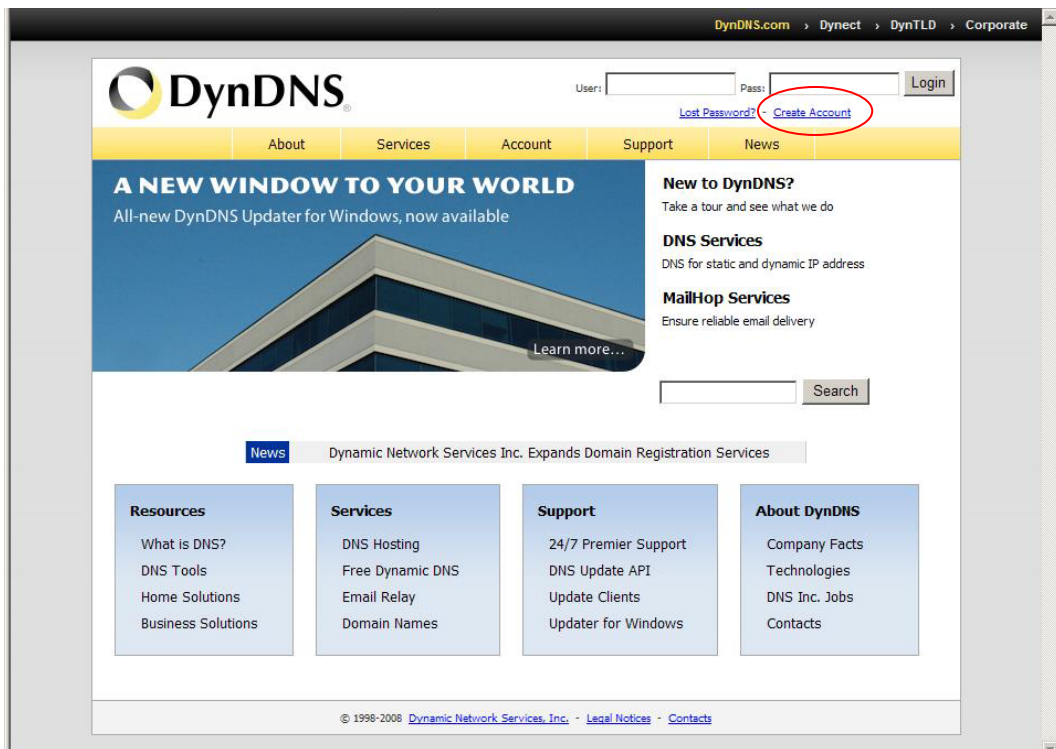 DynDNS.com › Dynect › DynTLD › Corporate
DynDNS®
User: Pass: Login
Lost Password? - Create Account
About Services Account Support News
A NEW WINDOW TO YOUR WORLD
All-new DynDNS Updater for Windows, now available
Learn more...
New to DynDNS?
Take a tour and see what we do
DNS Services
DNS for static and dynamic IP address
MailHop Services
Ensure reliable email delivery
Search
News Dynamic Network Services Inc. Expands Domain Registration Services
Resources
What is DNS?
DNS Tools
Home Solutions
Business Solutions
Services
DNS Hosting
Free Dynamic DNS
Email Relay
Domain Names
Support
24/7 Premier Support
DNS Update API
Update Clients
Updater for Windows
About DynDNS
Company Facts
Technologies
DNS Inc. Jobs
Contacts
© 1998-2008 Dynamic Network Services, Inc. - Legal Notices - Contacts